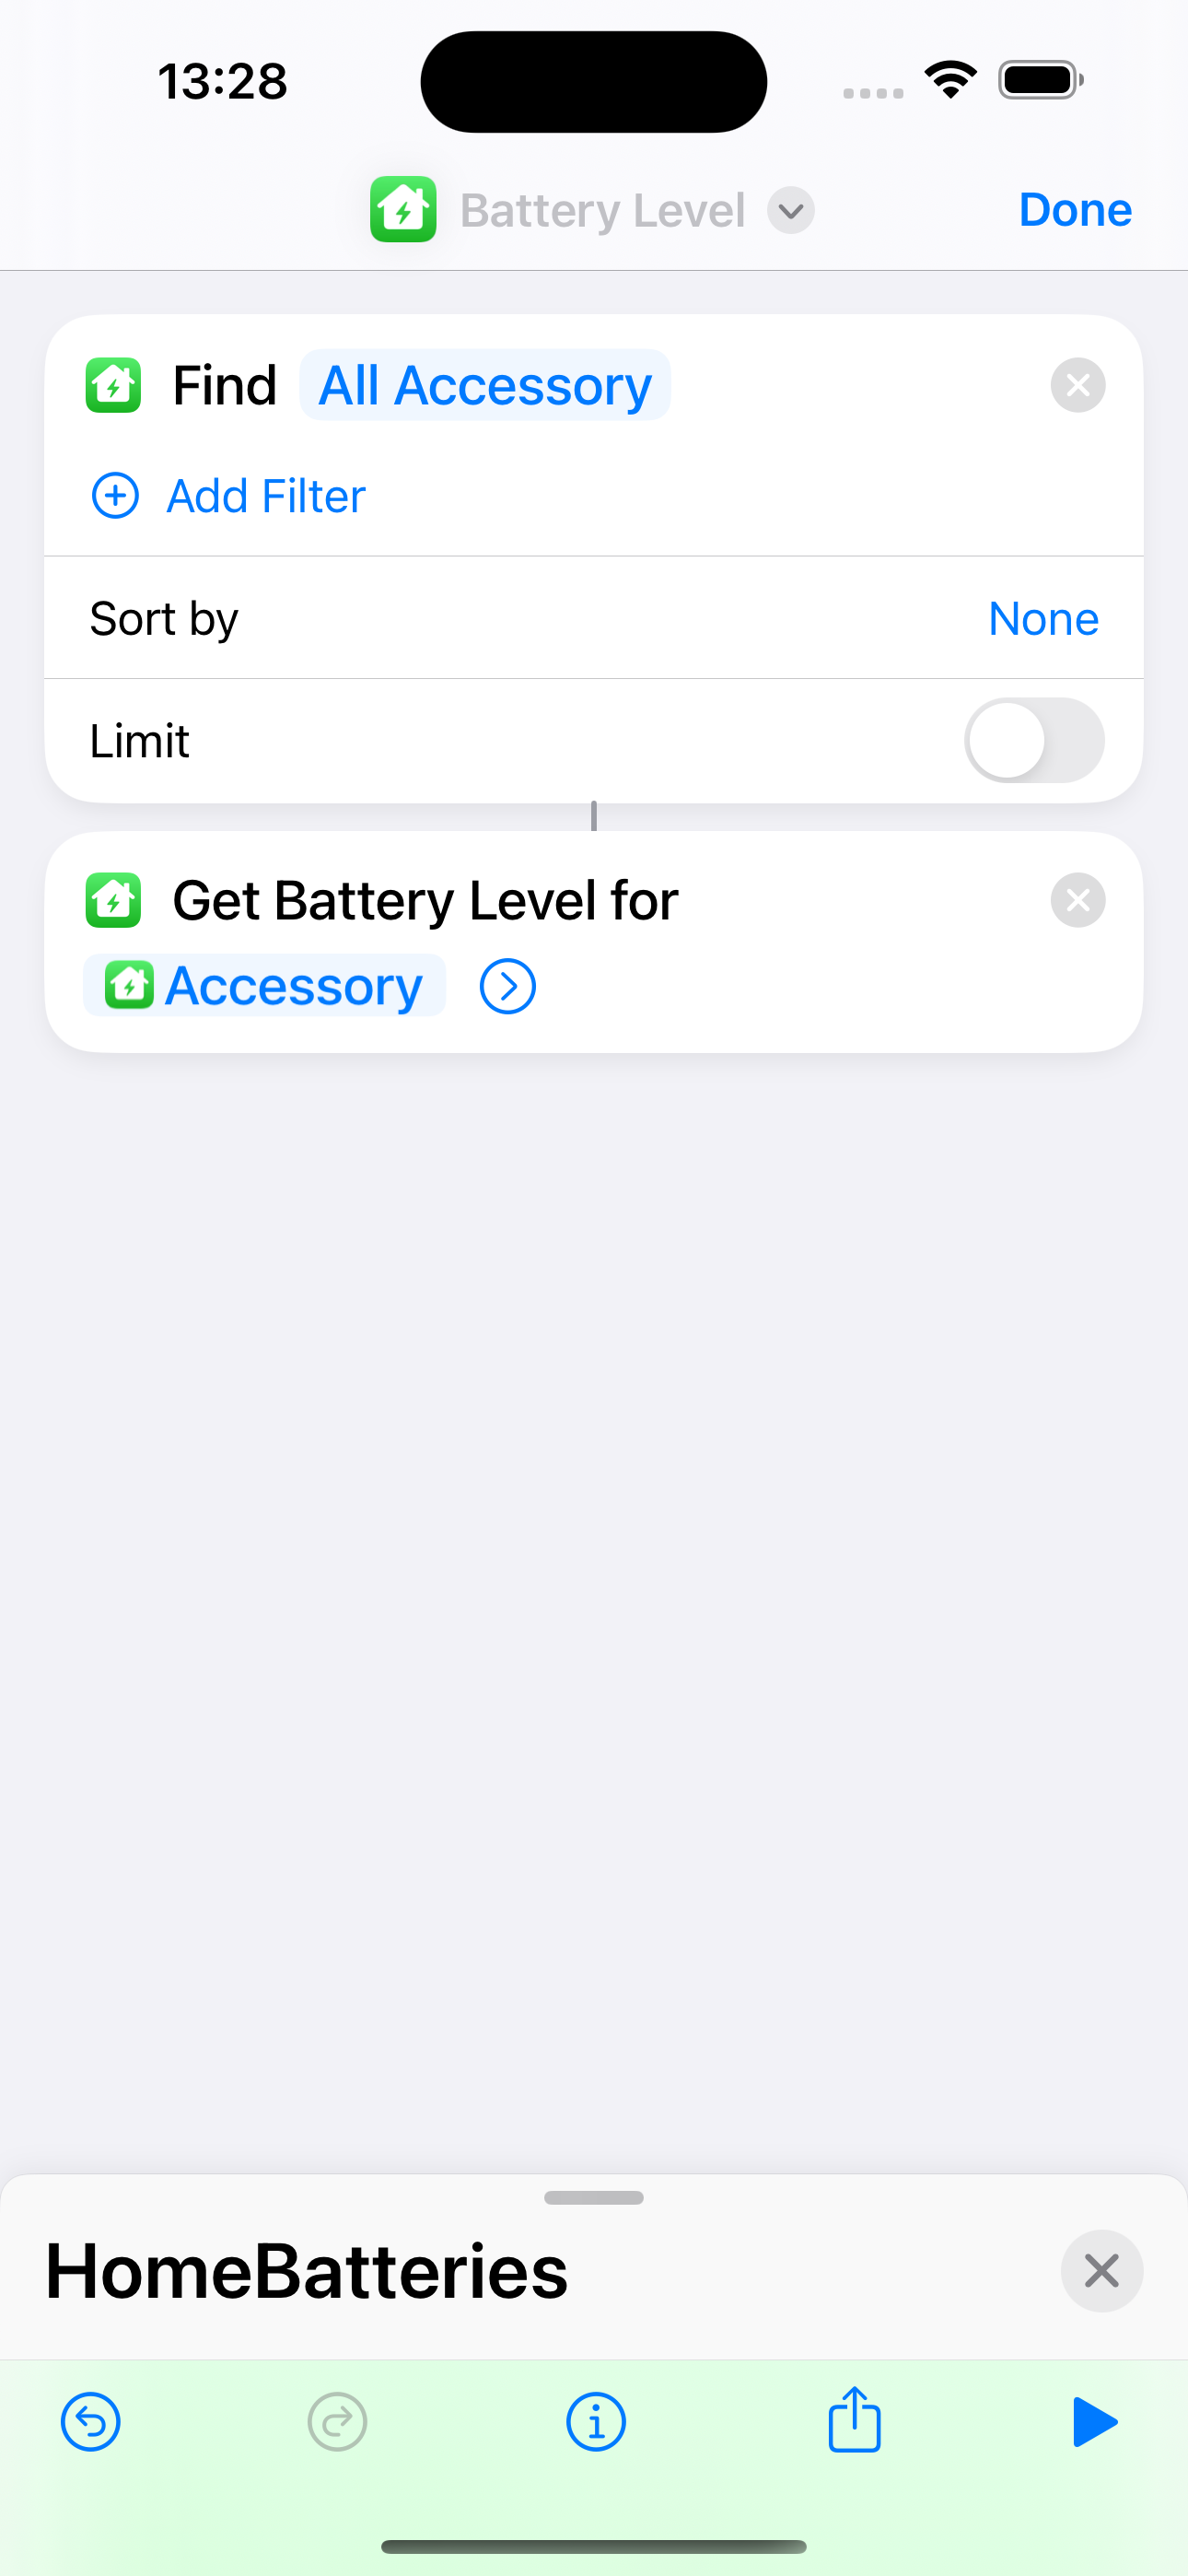 13:28
Battery Level
Done
Find All Accessory
Add Filter
Sort by None
Limit
Get Battery Level for
Accessory
HomeBatteries